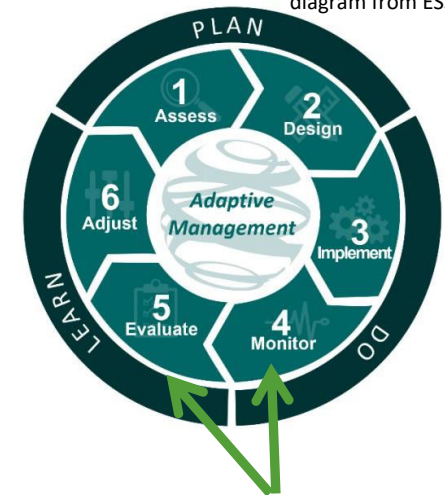 diagram from ES
PLAN
1
Assess
2
Design
3
Implement
4
Monitor
5
Evaluate
6
Adjust
Adaptive
Management
LEARN
DO